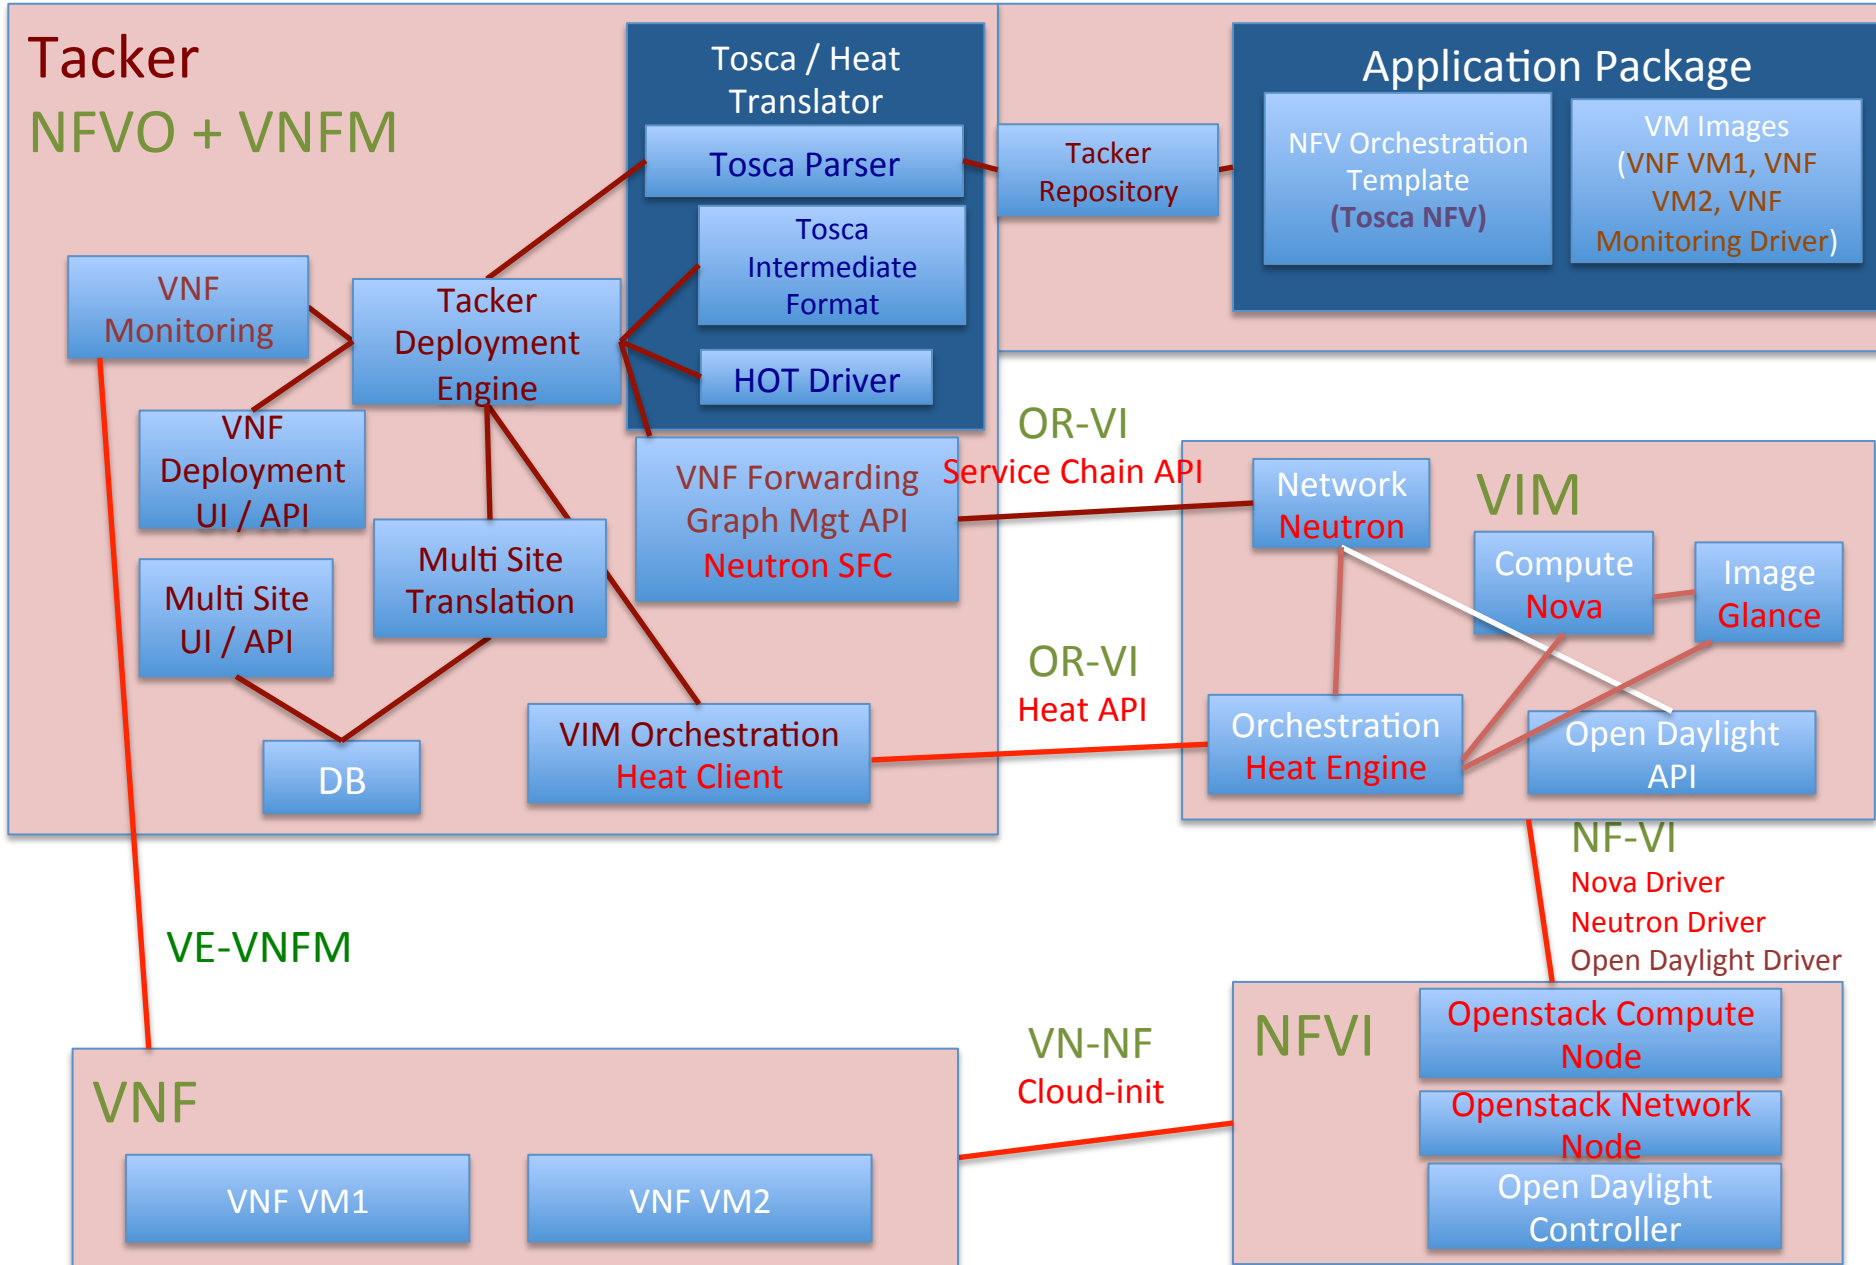 Tacker
NFVO + VNFM
Tosca / Heat
Translator
Tosca Parser
Tosca
Intermediate
Format
HOT Driver
Tacker
Repository
Application Package
NFV Orchestration
Template
(Tosca NFV)
VM Images
(VNF VM1, VNF
VM2, VNF
Monitoring Driver)
VNF
Monitoring
Tacker
Deployment
Engine
VNF
Deployment
UI / API
Multi Site
UI / API
Multi Site
Translation
DB
VNF Forwarding
Graph Mgt API
Neutron SFC
VIM Orchestration
Heat Client
OR-VI
Service Chain API
OR-VI
Heat API
VIM
Network
Neutron
Compute
Nova
Image
Glance
Orchestration
Heat Engine
Open Daylight
API
NF-VI
Nova Driver
Neutron Driver
Open Daylight Driver
VE-VNFM
VNF
VNF VM1
VNF VM2
VN-NF
Cloud-init
NFVI
Openstack Compute
Node
Openstack Network
Node
Open Daylight
Controller